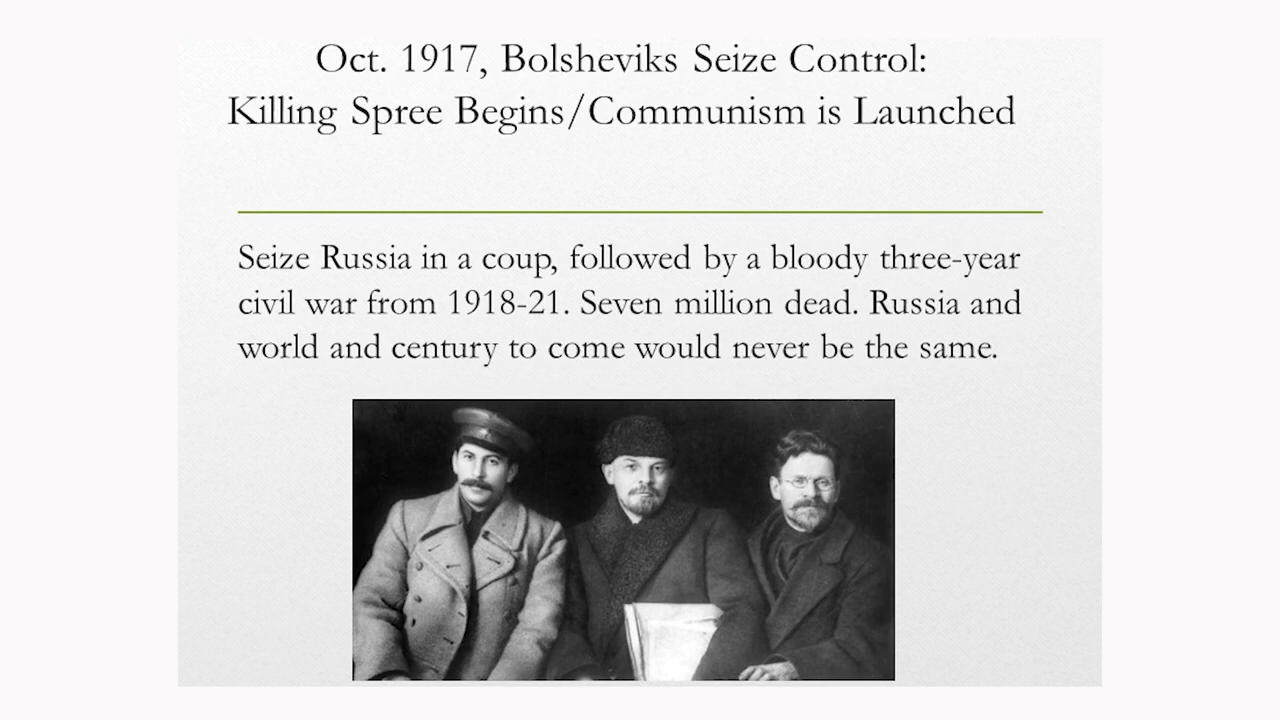 Oct. 1917, Bolsheviks Seize Control:
Killing Spree Begins/Communism is Launched
Seize Russia in a coup, followed by a bloody three-year
civil war from 1918-21. Seven million dead. Russia and
world and century to come would never be the same.